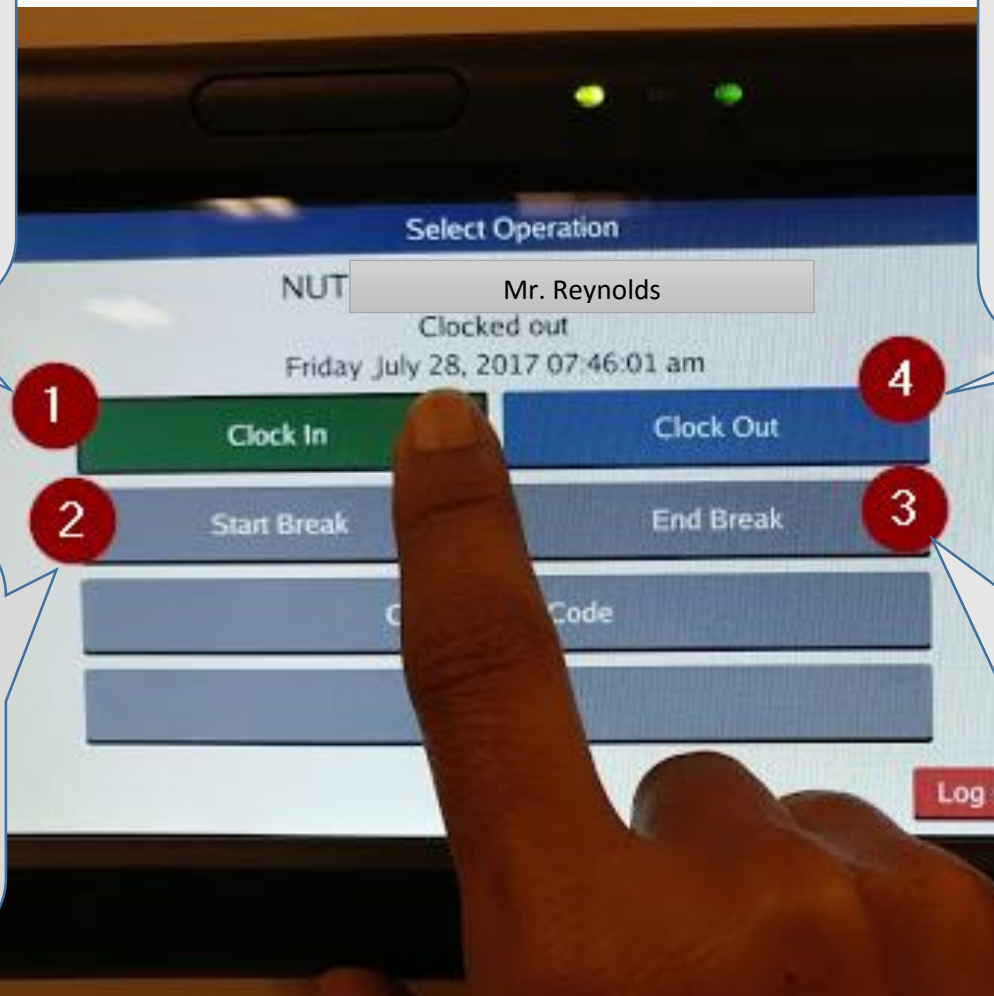 Select Operation
NUT Mr. Reynolds
Clocked out
Friday July 28, 2017 07:46:01 am
1 Clock In Clock Out 4
2 Start Break End Break 3
Code
Log